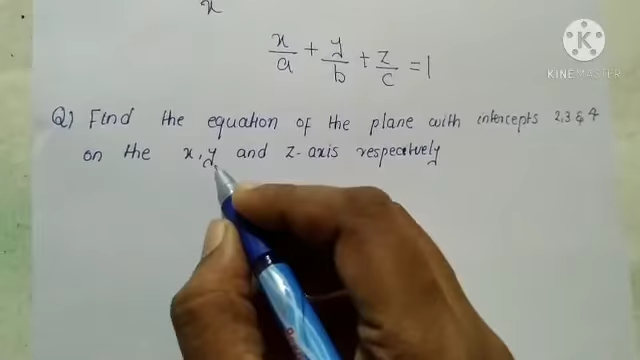 x
x/a + y/b + z/c = 1
Q) Find the equation of the plane with intercepts 2,3 & 4
on the x, y and z-axis respectively
KINEMASTER